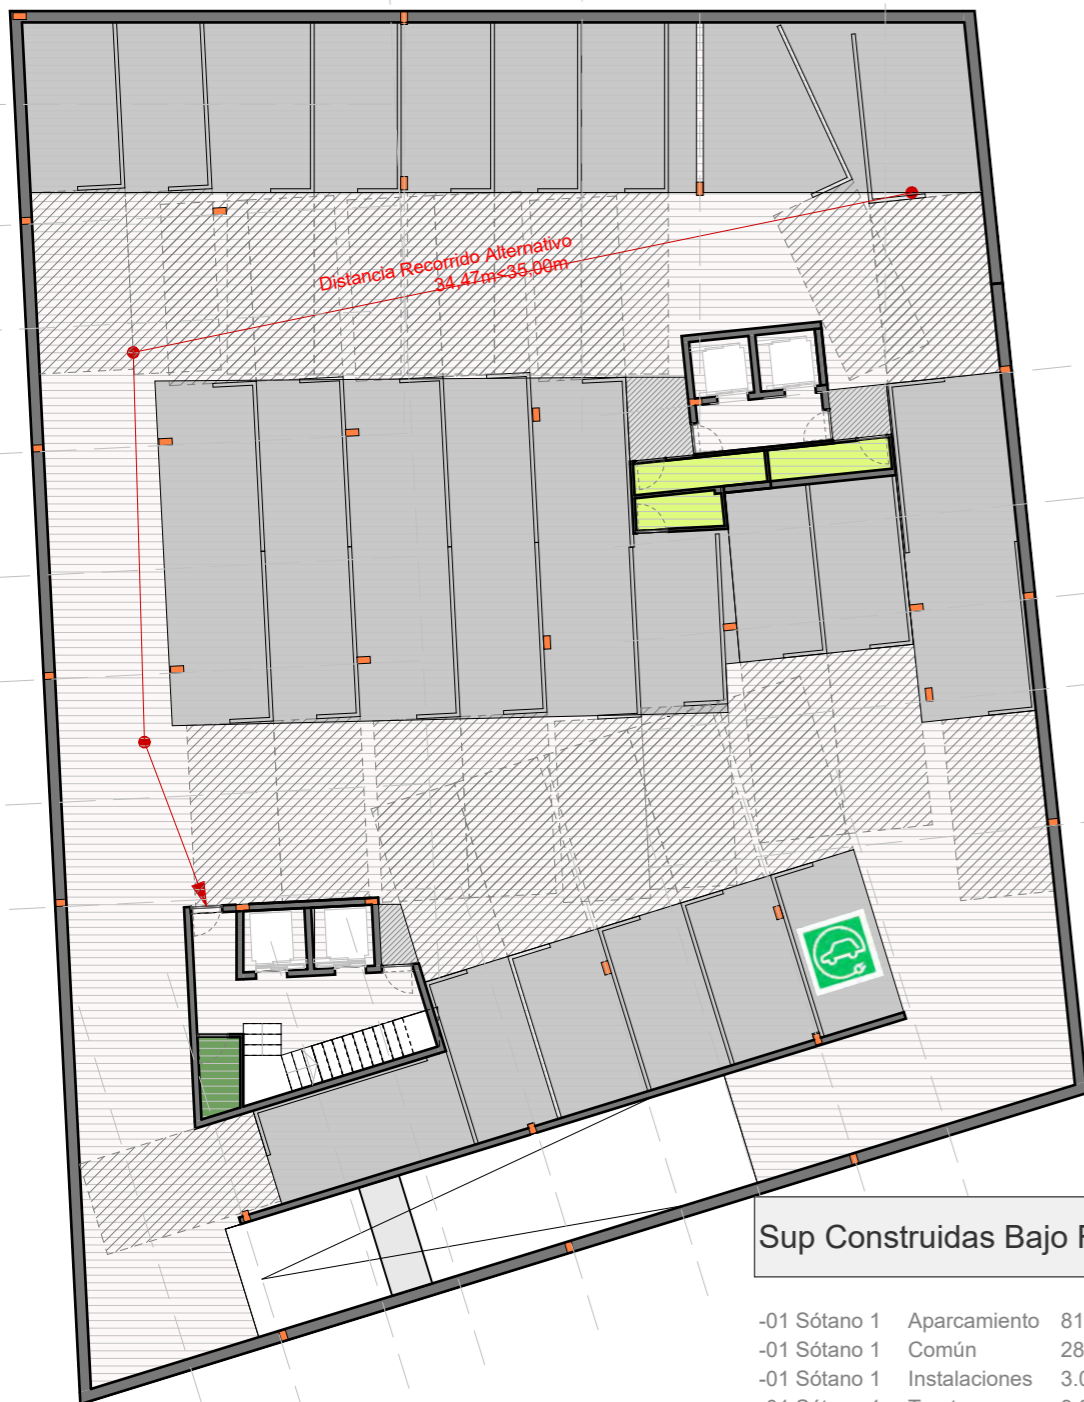 Distancia Recorrido Alternativo
34,47m<35,00m
Sup Construidas Bajo
-01 Sótano 1 Aparcamiento 81
-01 Sótano 1 Común 28
-01 Sótano 1 Instalaciones 3.0